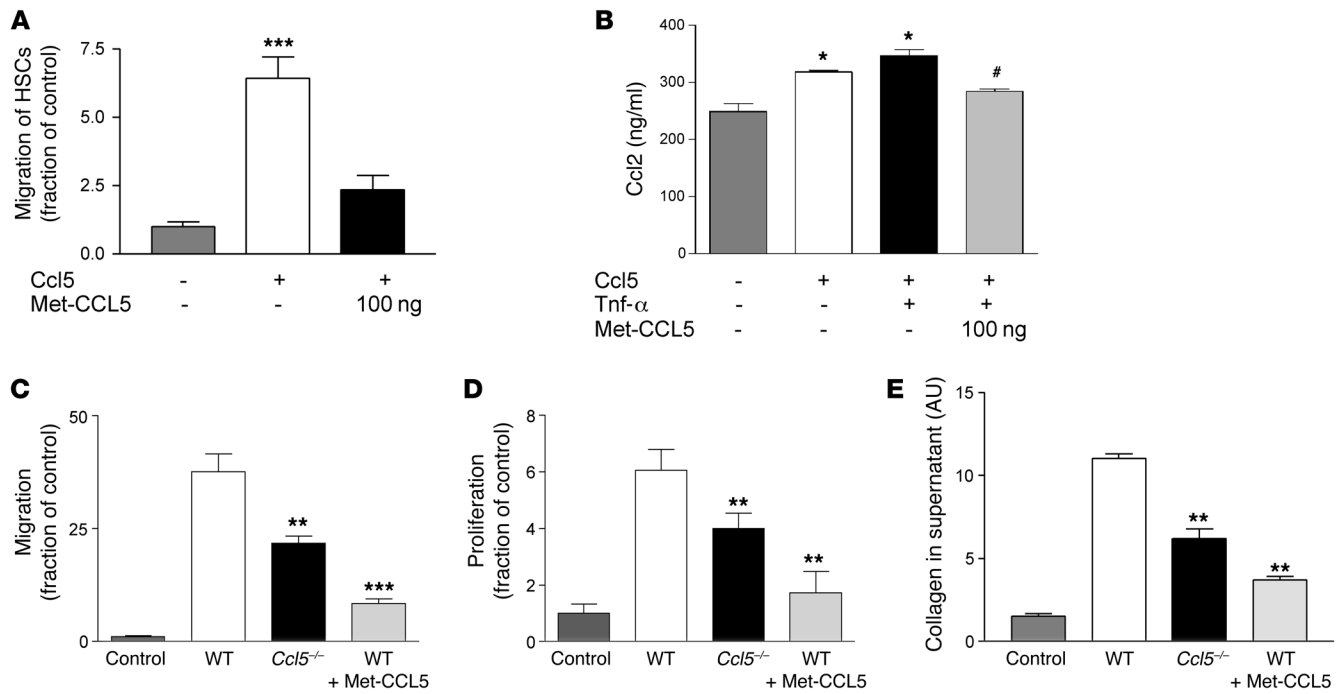 A
Migration of HSCs
(fraction of control)
7.5
5.0
2.5
0.0
***
Ccl5 - + +
Met-CCL5 - - 100 ng
B
Ccl2 (ng/ml)
400
300
200
100
0
* * #
Ccl5 - + + +
Tnf-α - - + +
Met-CCL5 - - - 100 ng
C
Migration
(fraction of control)
50
25
0
** ***
Control WT Ccl5–/– WT
+ Met-CCL5
D
Proliferation
(fraction of control)
8
6
4
2
0
** **
Control WT Ccl5–/– WT
+ Met-CCL5
E
Collagen in supernatant (AU)
15
10
5
0
** **
Control WT Ccl5–/– WT
+ Met-CCL5